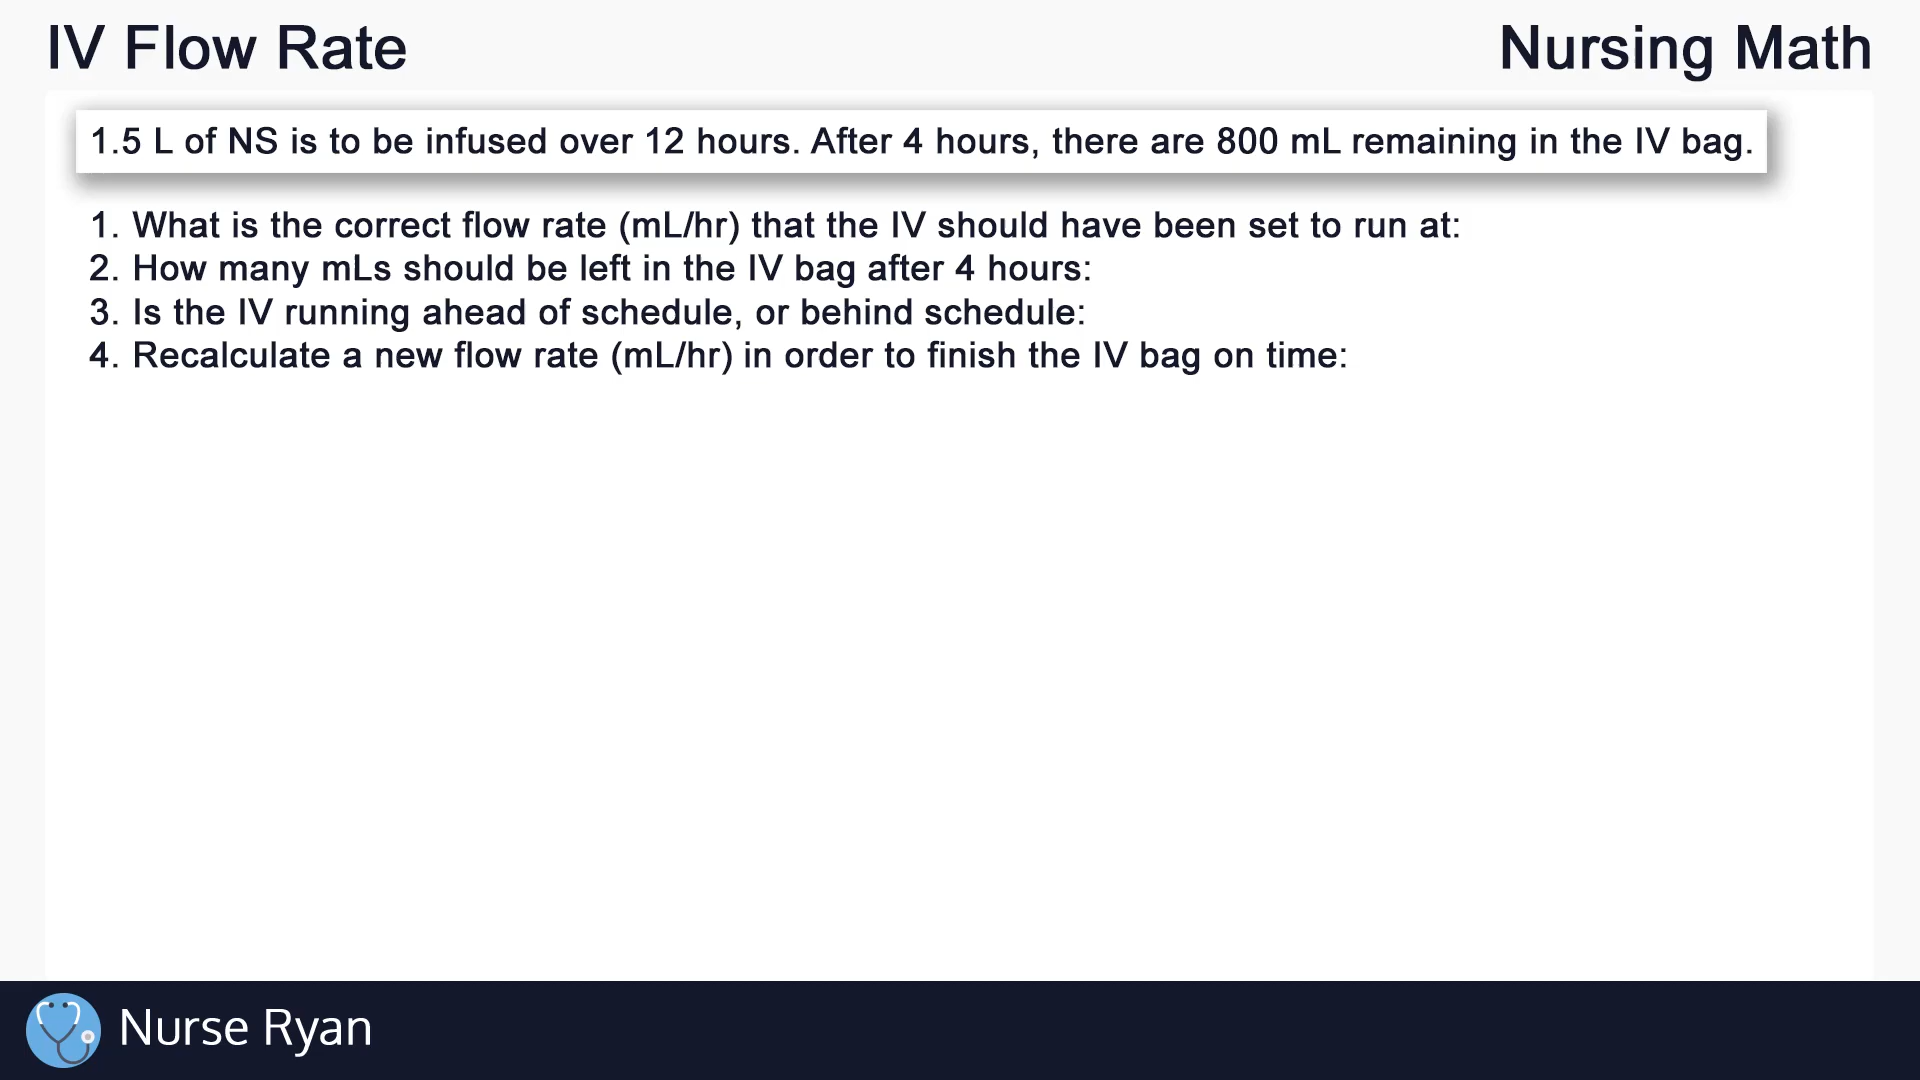 IV Flow Rate
Nursing Math
1.5 L of NS is to be infused over 12 hours. After 4 hours, there are 800 mL remaining in the IV bag.
1. What is the correct flow rate (mL/hr) that the IV should have been set to run at:
2. How many mLs should be left in the IV bag after 4 hours:
3. Is the IV running ahead of schedule, or behind schedule:
4. Recalculate a new flow rate (mL/hr) in order to finish the IV bag on time:
Nurse Ryan